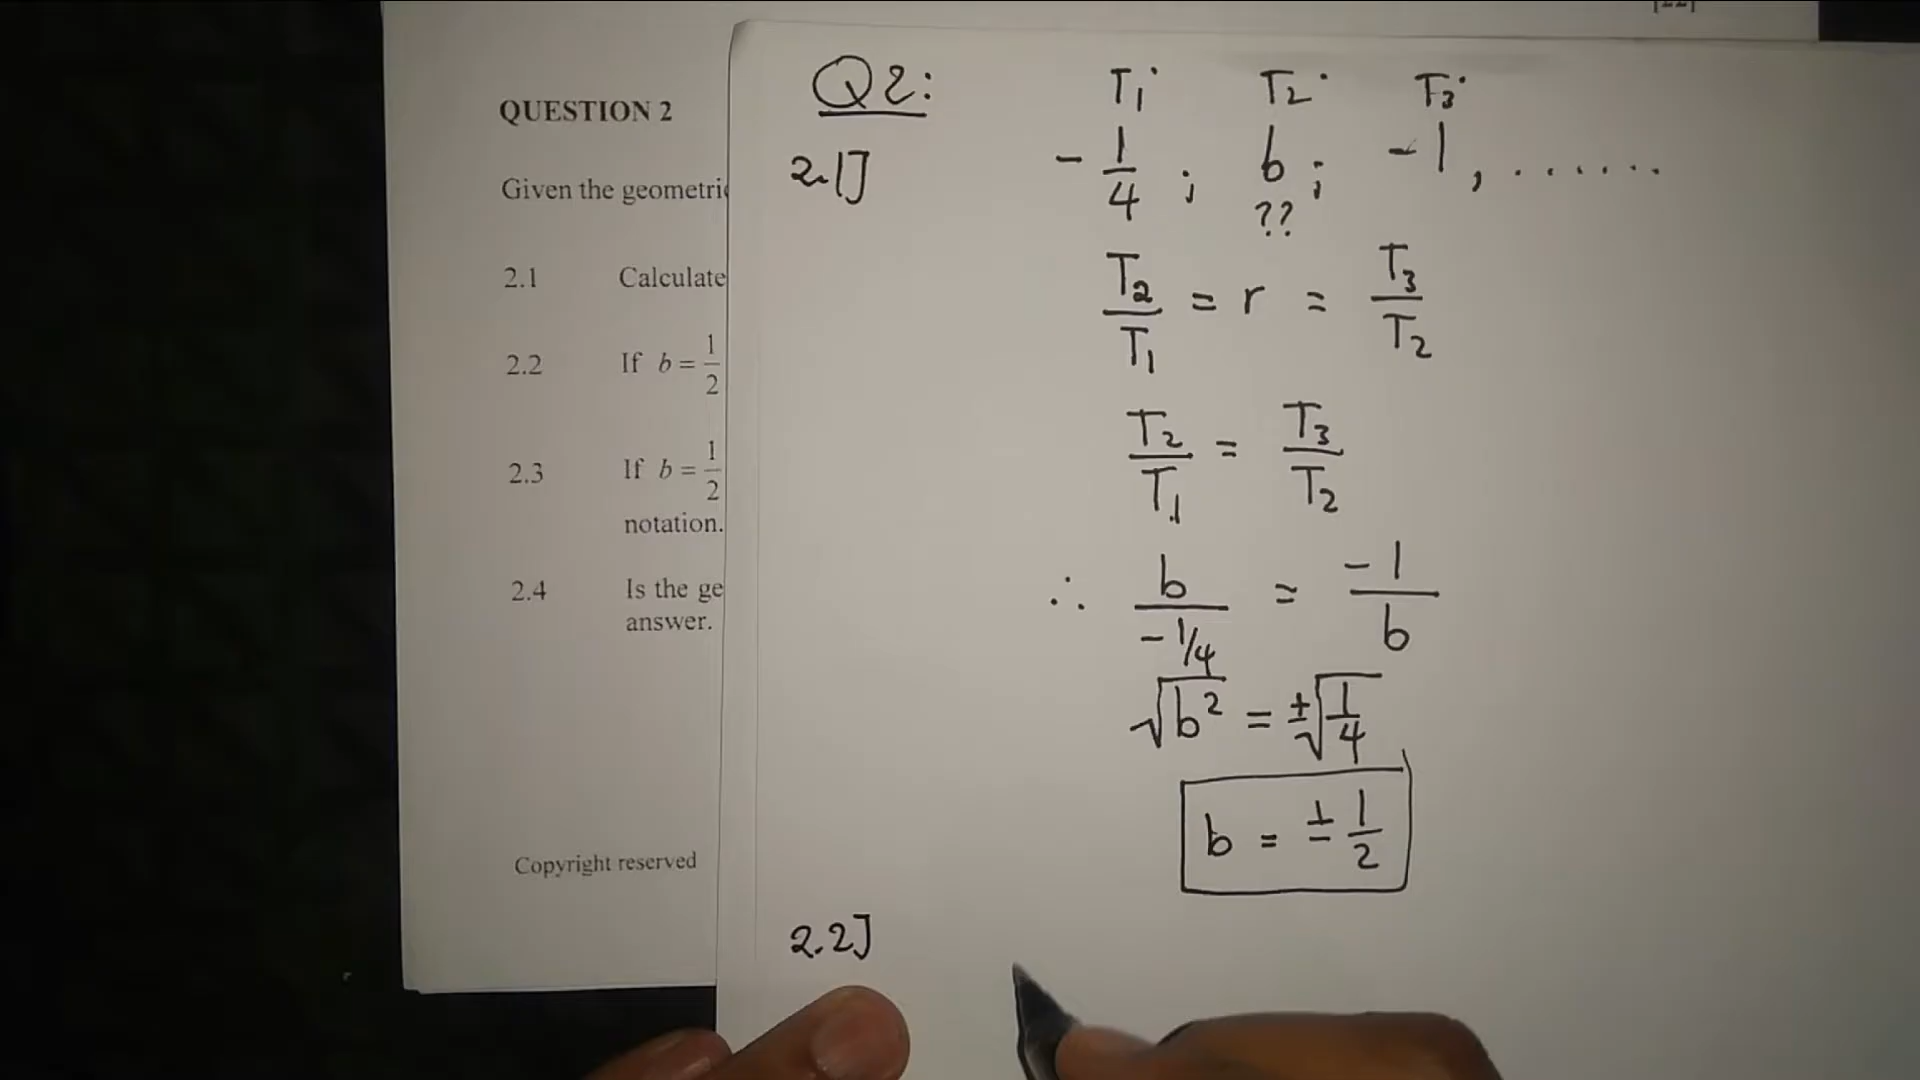 QUESTION 2
Given the geometric
2.1 Calculate
2.2 If b = 1/2
2.3 If b = 1/2
notation.
2.4 Is the ge
answer.
Copyright reserved
Q2:
T1; T2; T3;
2.1] -1/4 ; b ; -1, .......
??
T2/T1 = r = T3/T2
T2/T1 = T3/T2
∴ b/(-1/4) = -1/b
√b² = ±√(1/4)
b = ±1/2
2.2]